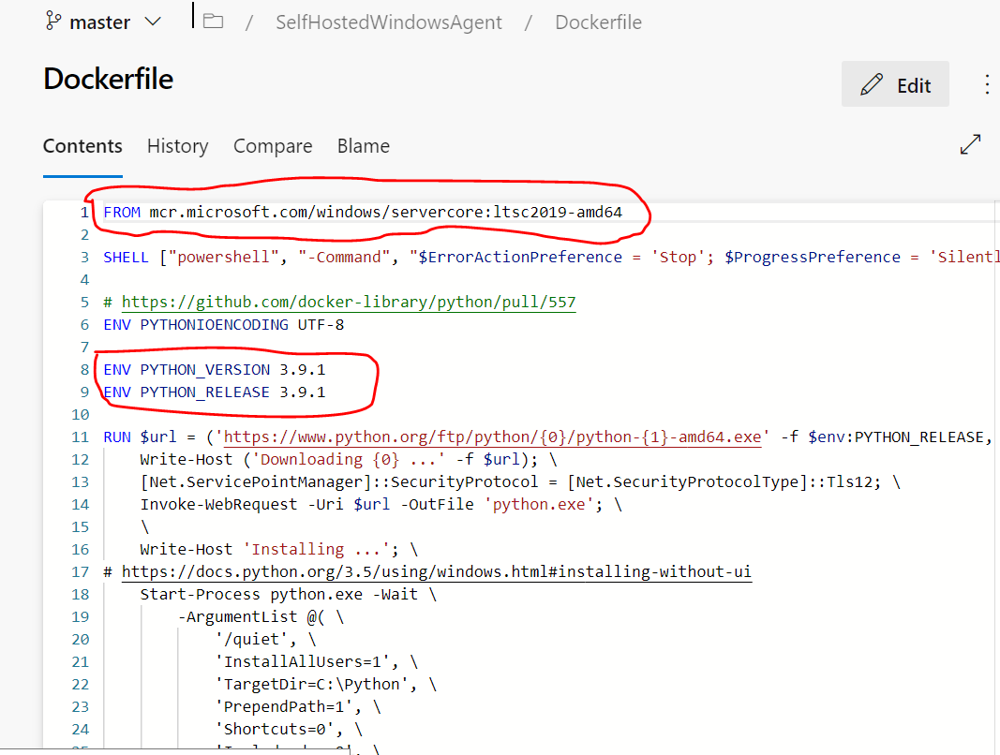 master / SelfHostedWindowsAgent / Dockerfile
Dockerfile
Edit
Contents History Compare Blame
1 FROM mcr.microsoft.com/windows/servercore:ltsc2019-amd64
2
3 SHELL ["powershell", "-Command", "$ErrorActionPreference = 'Stop'; $ProgressPreference = 'Silentl
4
5 # https://github.com/docker-library/python/pull/557
6 ENV PYTHONIOENCODING UTF-8
7
8 ENV PYTHON_VERSION 3.9.1
9 ENV PYTHON_RELEASE 3.9.1
10
11 RUN $url = ('https://www.python.org/ftp/python/{0}/python-{1}-amd64.exe' -f $env:PYTHON_RELEASE,
12 Write-Host ('Downloading {0} ...' -f $url); \
13 [Net.ServicePointManager]::SecurityProtocol = [Net.SecurityProtocolType]::Tls12; \
14 Invoke-WebRequest -Uri $url -OutFile 'python.exe'; \
15 \
16 Write-Host 'Installing ...'; \
17 # https://docs.python.org/3.5/using/windows.html#installing-without-ui
18 Start-Process python.exe -Wait \
19 -ArgumentList @( \
20 '/quiet', \
21 'InstallAllUsers=1', \
22 'TargetDir=C:\Python', \
23 'PrependPath=1', \
24 'Shortcuts=0', \